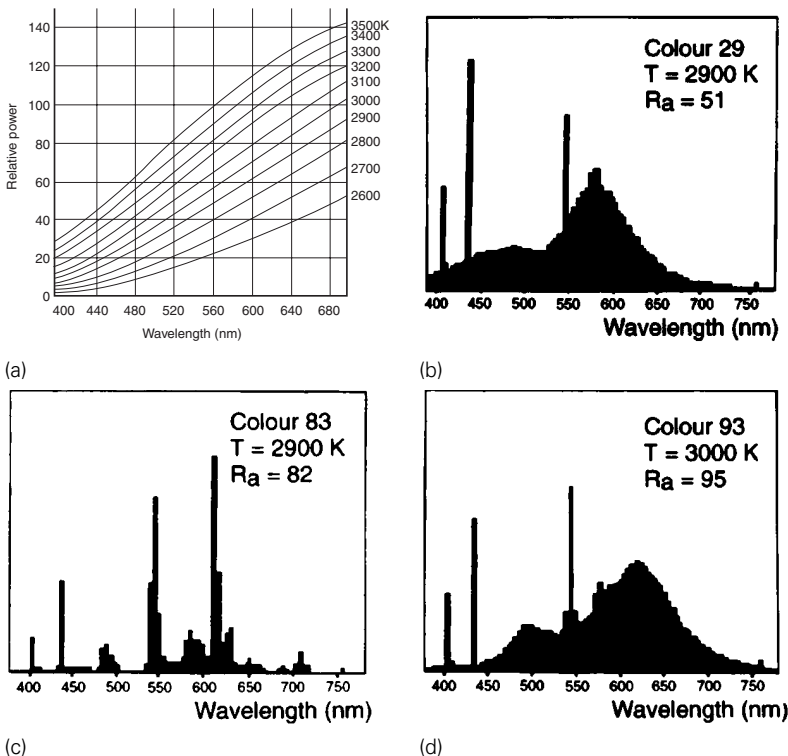 140
120
100
80
60
40
20
0
Relative power
3500K
3400
3300
3200
3100
3000
2900
2800
2700
2600
400 440 480 520 560 600 640 680
Wavelength (nm)
(a)
Colour 29
T = 2900 K
Ra = 51
400 450 500 550 600 650 700 750
Wavelength (nm)
(b)
Colour 83
T = 2900 K
Ra = 82
400 450 500 550 600 650 700 750
Wavelength (nm)
(c)
Colour 93
T = 3000 K
Ra = 95
400 450 500 550 600 650 700 750
Wavelength (nm)
(d)